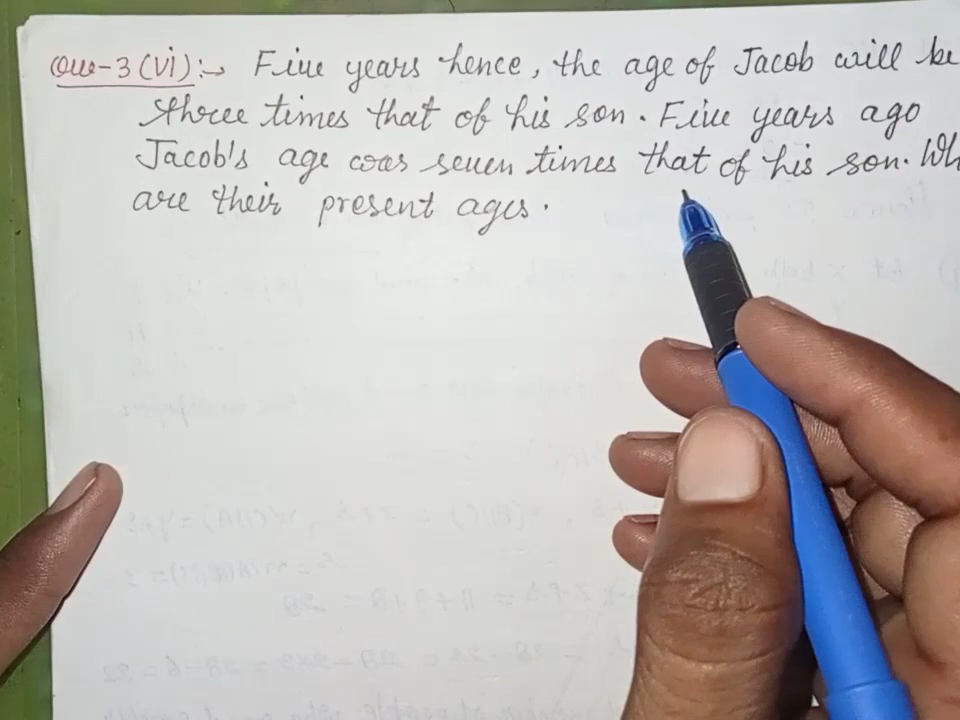 Que-3(vi):→ Five years hence, the age of Jacob will be
three times that of his son. Five years ago
Jacob's age was seven times that of his son. Wh
are their present ages.